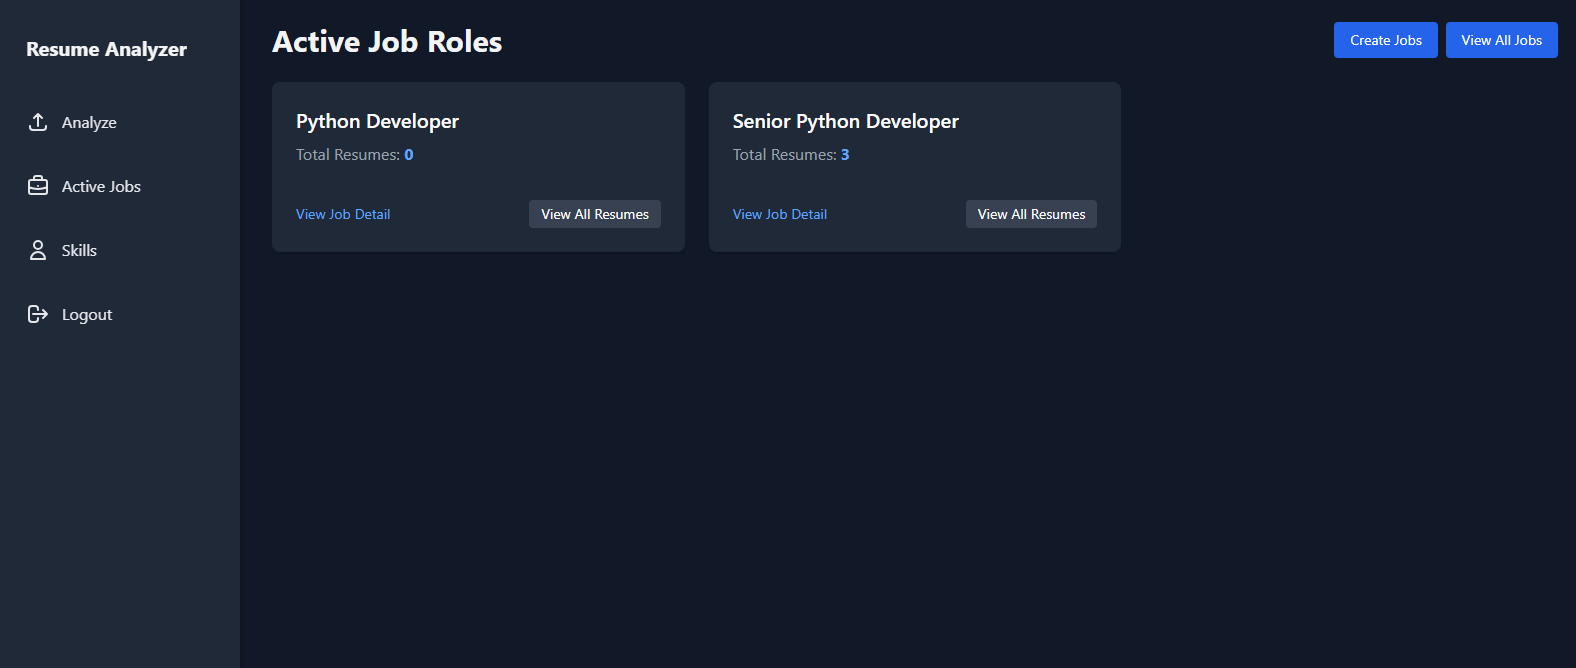 Resume Analyzer
Analyze
Active Jobs
Skills
Logout
Active Job Roles
Create Jobs
View All Jobs
Python Developer
Total Resumes: 0
View Job Detail
View All Resumes
Senior Python Developer
Total Resumes: 3
View Job Detail
View All Resumes